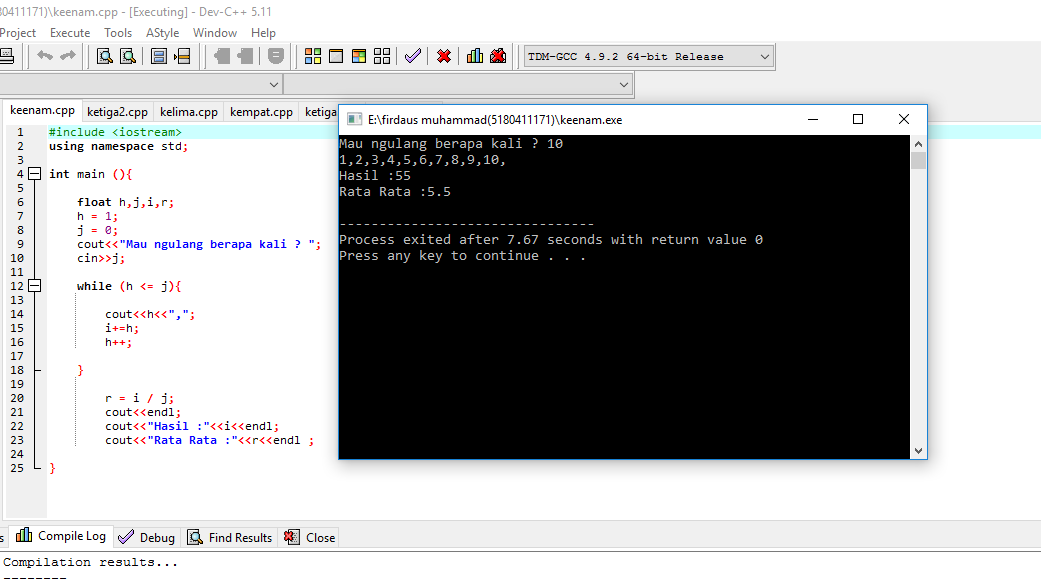 80411171)\keenam.cpp - [Executing] - Dev-C++ 5.11
Project Execute Tools AStyle Window Help
TDM-GCC 4.9.2 64-bit Release
keenam.cpp ketiga2.cpp kelima.cpp kempat.cpp ketiga
1 #include <iostream>
2 using namespace std;
3
4 int main (){
5
6 float h,j,i,r;
7 h = 1;
8 j = 0;
9 cout<<"Mau ngulang berapa kali ? ";
10 cin>>j;
11
12 while (h <= j){
13
14 cout<<h<<",";
15 i+=h;
16 h++;
17
18 }
19
20 r = i / j;
21 cout<<endl;
22 cout<<"Hasil :"<<i<<endl;
23 cout<<"Rata Rata :"<<r<<endl ;
24
25 }
E:\firdaus muhammad(5180411171)\keenam.exe
Mau ngulang berapa kali ? 10
1,2,3,4,5,6,7,8,9,10,
Hasil :55
Rata Rata :5.5
--------------------------------
Process exited after 7.67 seconds with return value 0
Press any key to continue . . .
s Compile Log Debug Find Results Close
Compilation results...
--------